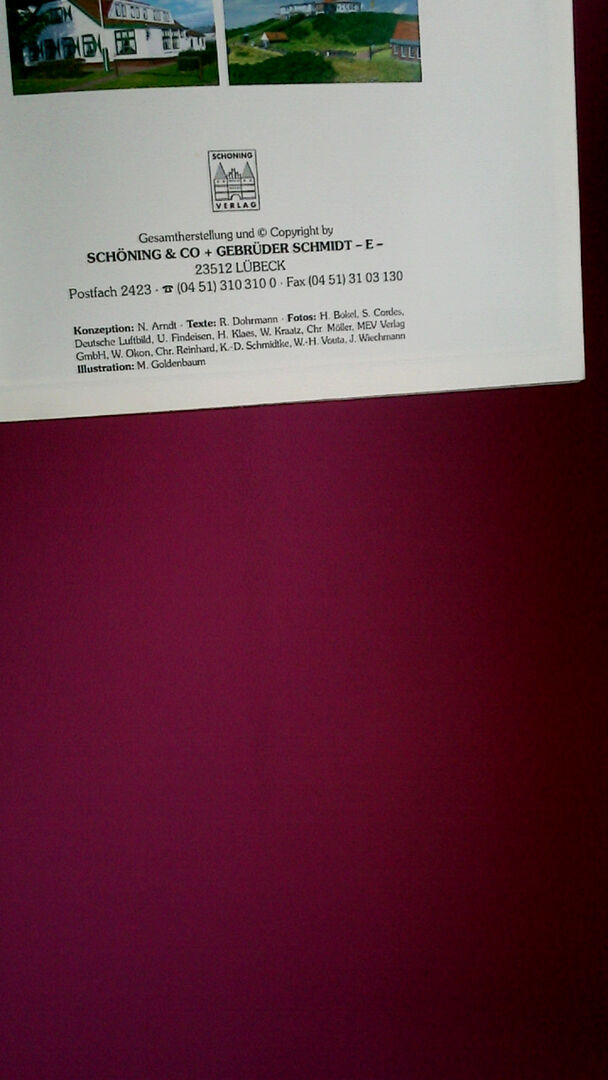 SCHÖNING
VERLAG
Gesamtherstellung und © Copyright by
SCHÖNING & CO + GEBRÜDER SCHMIDT – E –
23512 LÜBECK
Postfach 2423 · ☎ (04 51) 310 310 0 · Fax (04 51) 31 03 130
Konzeption: N. Arndt · Texte: R. Dohrmann · Fotos: H. Bokel, S. Cordes,
Deutsche Luftbild, U. Findeisen, H. Klaes, W. Kraatz, Chr. Möller, MEV Verlag
GmbH, W. Okon, Chr. Reinhard, K.-D. Schmidtke, W.-H. Vouta, J. Wiechmann
Illustration: M. Goldenbaum